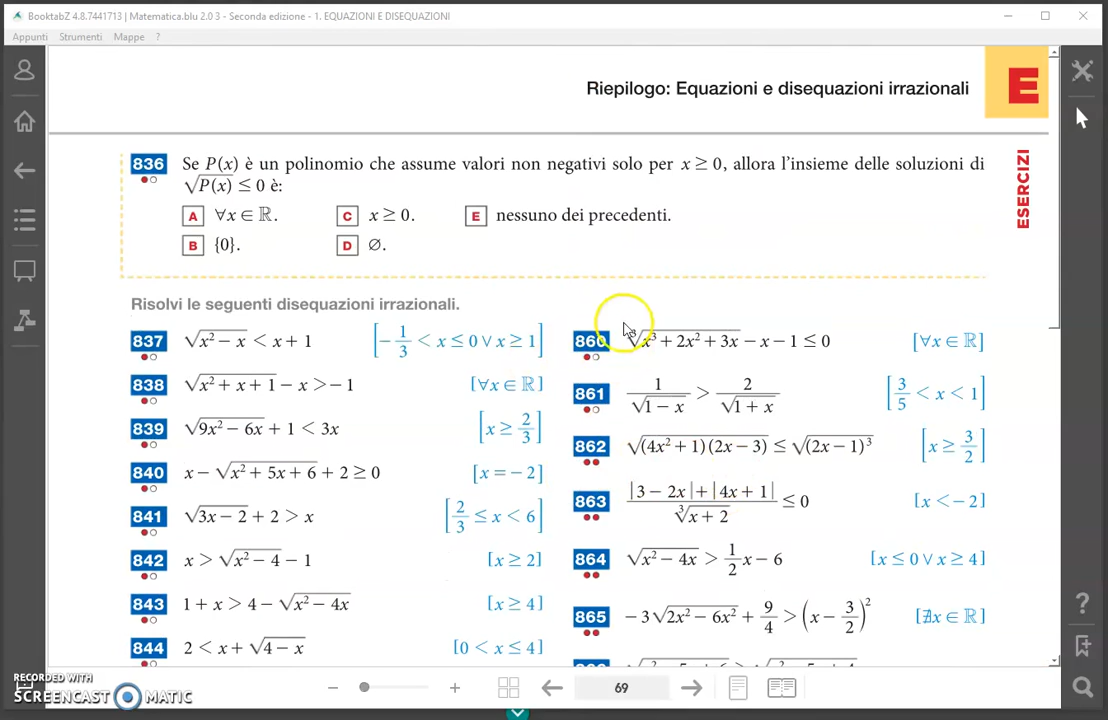 BooktabZ 4.8.7441713 | Matematica.blu 2.0 3 - Seconda edizione - 1. EQUAZIONI E DISEQUAZIONI
Appunti Strumenti Mappe ?
Riepilogo: Equazioni e disequazioni irrazionali
E
ESERCIZI
836 Se P(x) è un polinomio che assume valori non negativi solo per x ≥ 0, allora l'insieme delle soluzioni di
√P(x) ≤ 0 è:
A ∀x ∈ ℝ. C x ≥ 0. E nessuno dei precedenti.
B {0}. D ∅.
Risolvi le seguenti disequazioni irrazionali.
837 √(x² − x) < x + 1 [−1/3 < x ≤ 0 ∨ x ≥ 1]
838 √(x² + x + 1) − x > −1 [∀x ∈ ℝ]
839 √(9x² − 6x) + 1 < 3x [x ≥ 2/3]
840 x − √(x² + 5x + 6) + 2 ≥ 0 [x = −2]
841 √(3x − 2) + 2 > x [2/3 ≤ x < 6]
842 x > √(x² − 4) − 1 [x ≥ 2]
843 1 + x > 4 − √(x² − 4x) [x ≥ 4]
844 2 < x + √(4 − x) [0 < x ≤ 4]
860 ∛(x³ + 2x² + 3x) − x − 1 ≤ 0 [∀x ∈ ℝ]
861 1/√(1 − x) > 2/√(1 + x) [3/5 < x < 1]
862 √((4x² + 1)(2x − 3)) ≤ √((2x − 1)³) [x ≥ 3/2]
863 (|3 − 2x| + |4x + 1|)/∛(x + 2) ≤ 0 [x < −2]
864 √(x² − 4x) > 1/2 x − 6 [x ≤ 0 ∨ x ≥ 4]
865 −3√(2x² − 6x²) + 9/4 > (x − 3/2)² [∄x ∈ ℝ]
RECORDED WITH
SCREENCAST MATIC
69